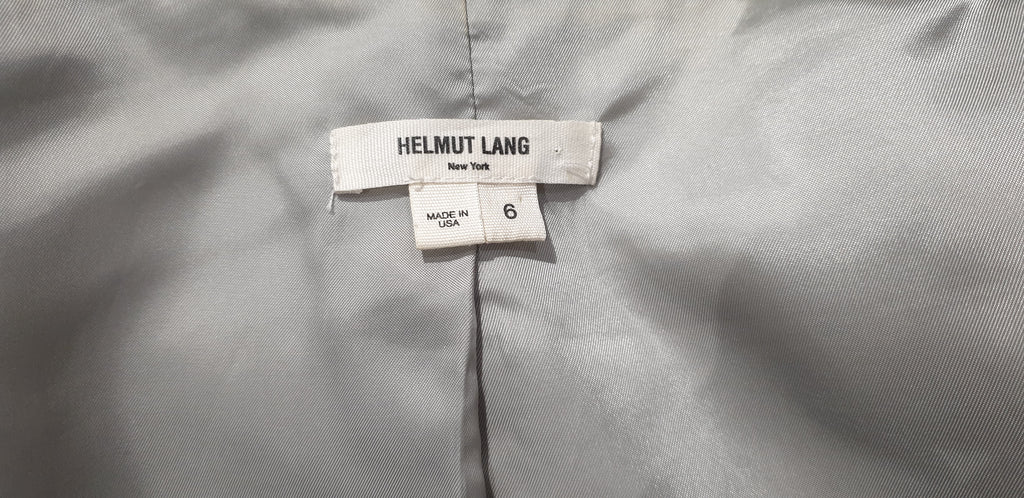 HELMUT LANG
New York
MADE IN
USA
6